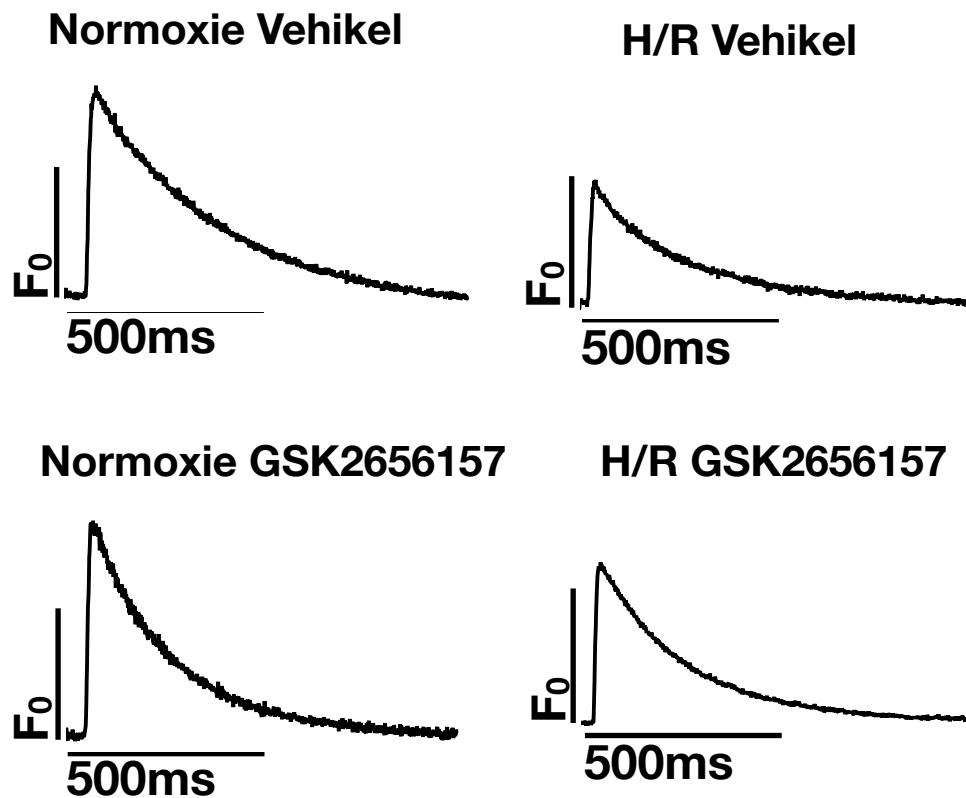 Normoxie Vehikel
H/R Vehikel
F0
500ms
F0
500ms
Normoxie GSK2656157
H/R GSK2656157
F0
500ms
F0
500ms